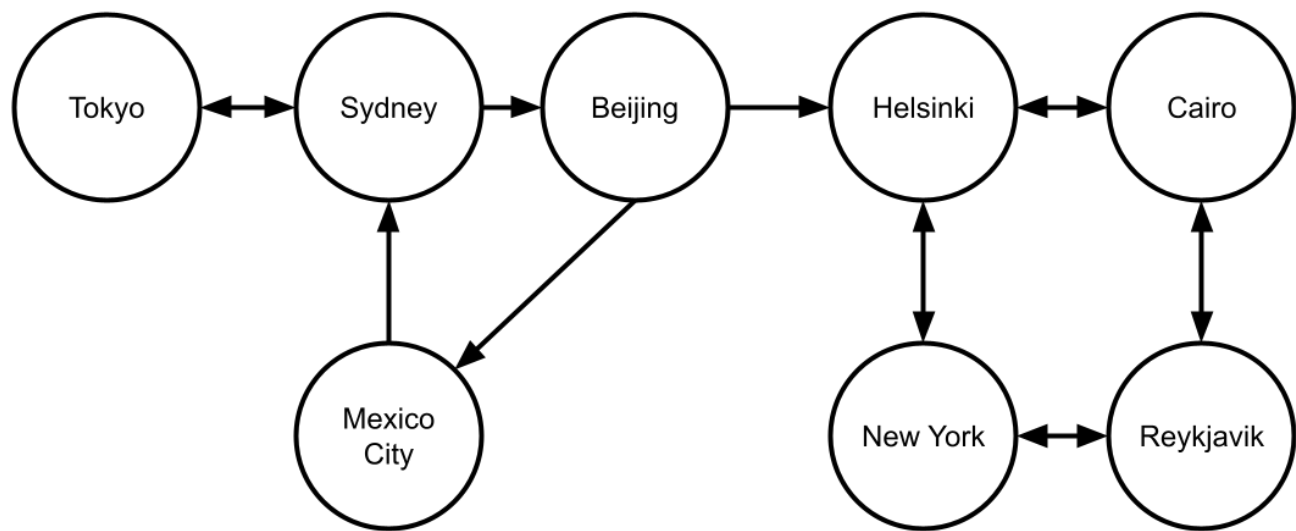 Tokyo
Sydney
Beijing
Helsinki
Cairo
Mexico
City
New York
Reykjavik